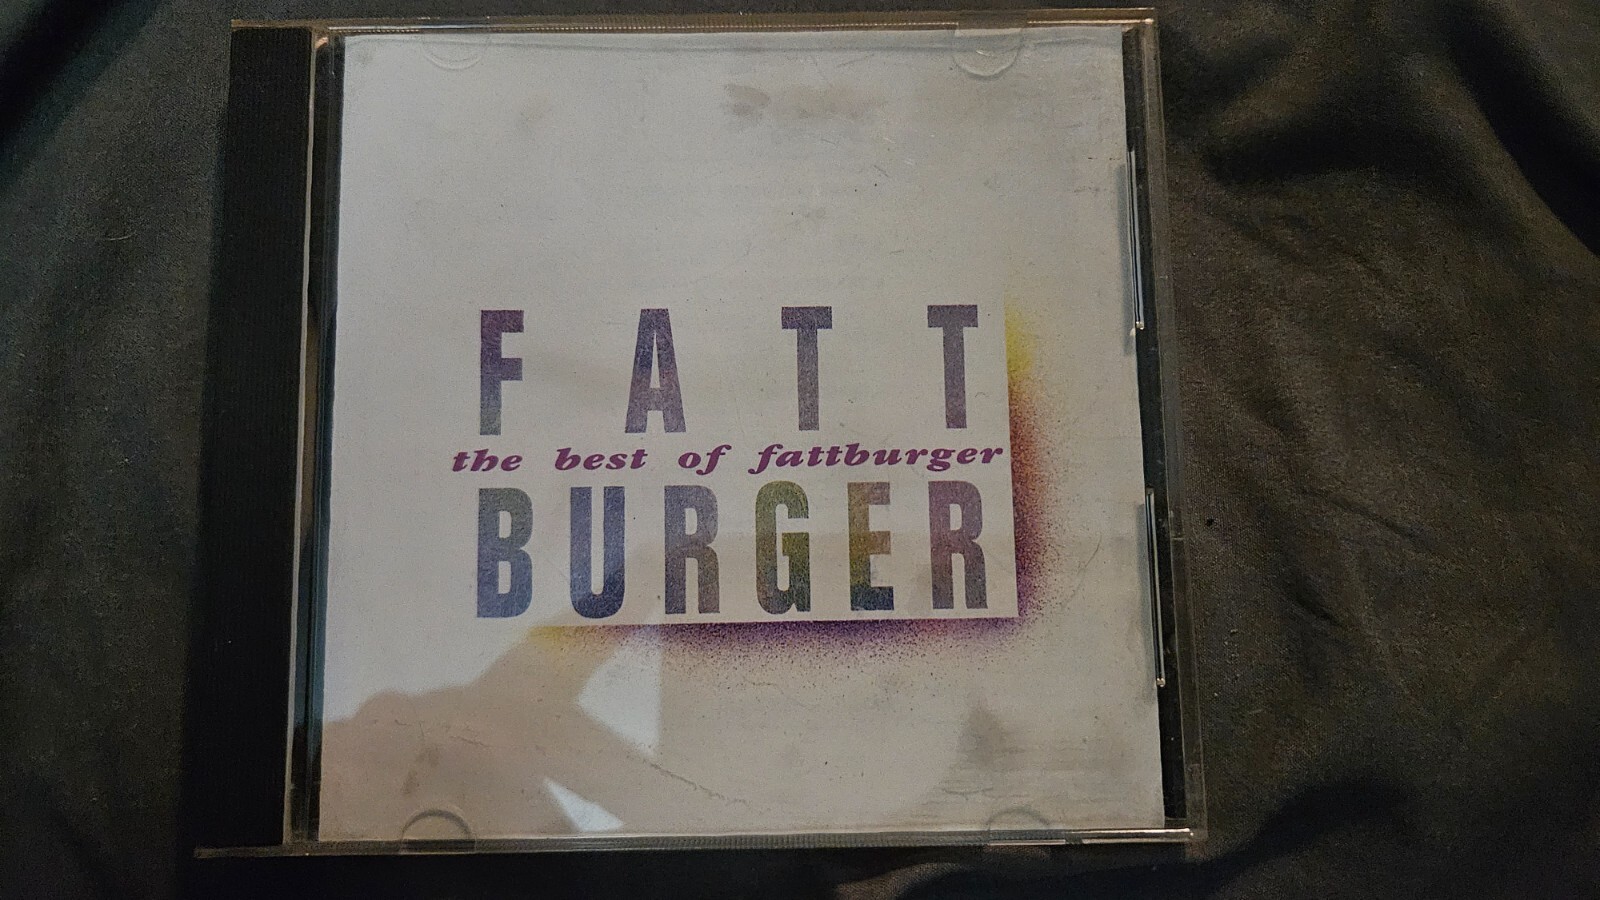 FATT
the best of fattburger
BURGER